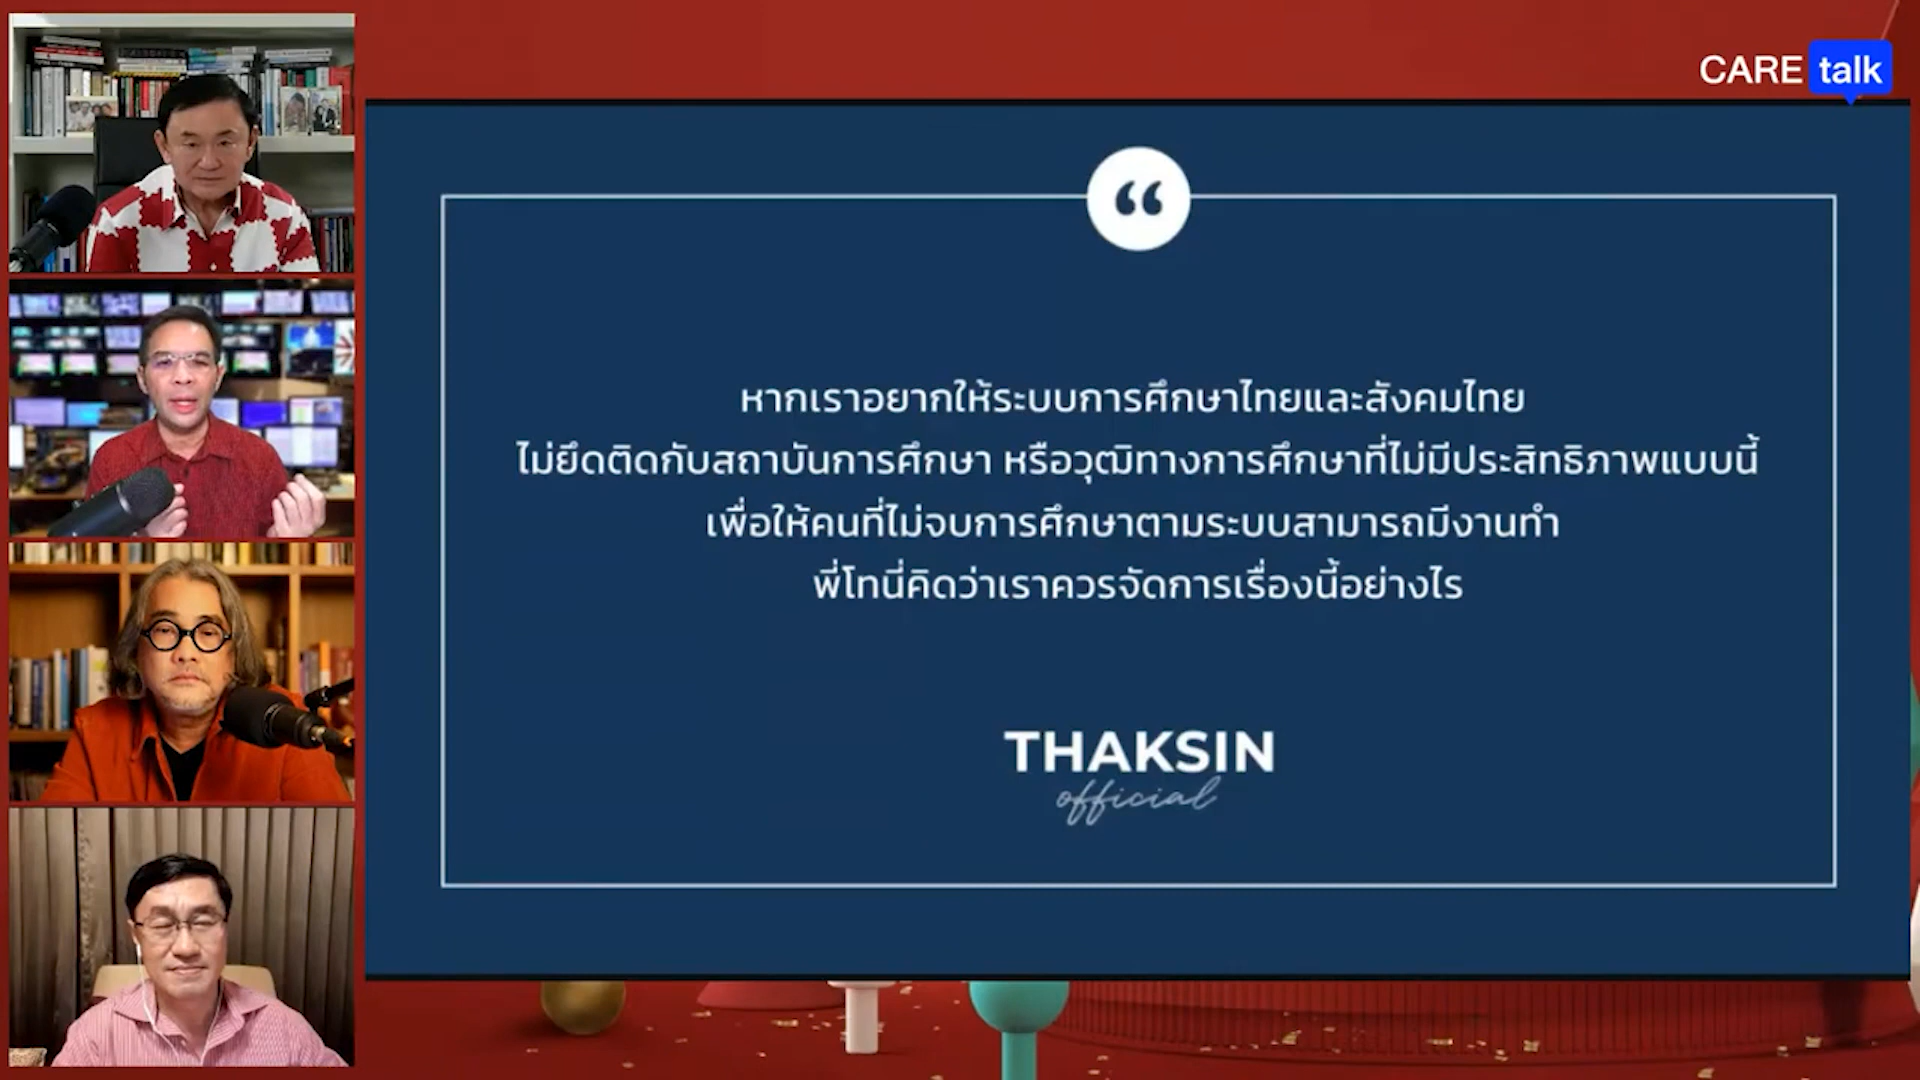 CARE talk
“
หากเราอยากให้ระบบการศึกษาไทยและสังคมไทย
ไม่ยึดติดกับสถาบันการศึกษา หรือวุฒิทางการศึกษาที่ไม่มีประสิทธิภาพแบบนี้
เพื่อให้คนที่ไม่จบการศึกษาตามระบบสามารถมีงานทำ
พี่โทนี่คิดว่าเราควรจัดการเรื่องนี้อย่างไร
THAKSIN
official